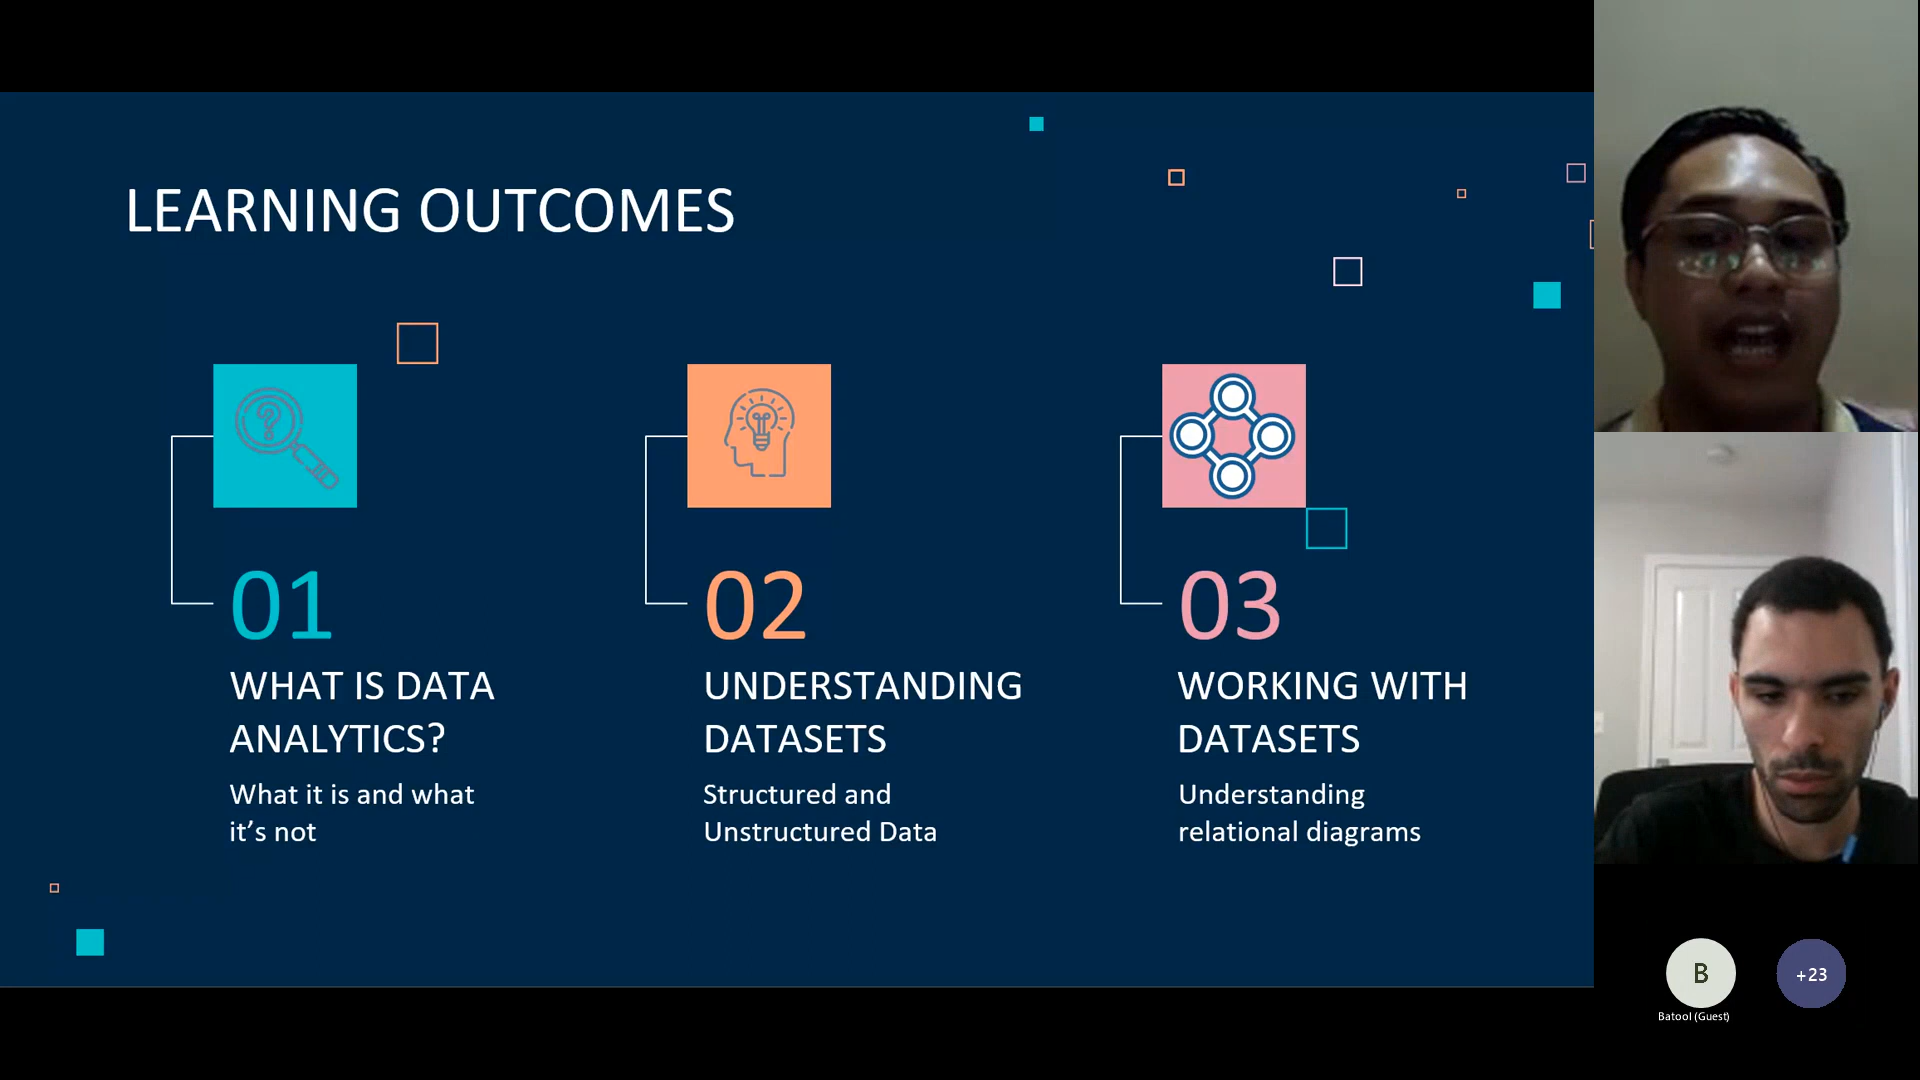 LEARNING OUTCOMES
01
WHAT IS DATA
ANALYTICS?
What it is and what
it’s not
02
UNDERSTANDING
DATASETS
Structured and
Unstructured Data
03
WORKING WITH
DATASETS
Understanding
relational diagrams
B
+23
Batool (Guest)